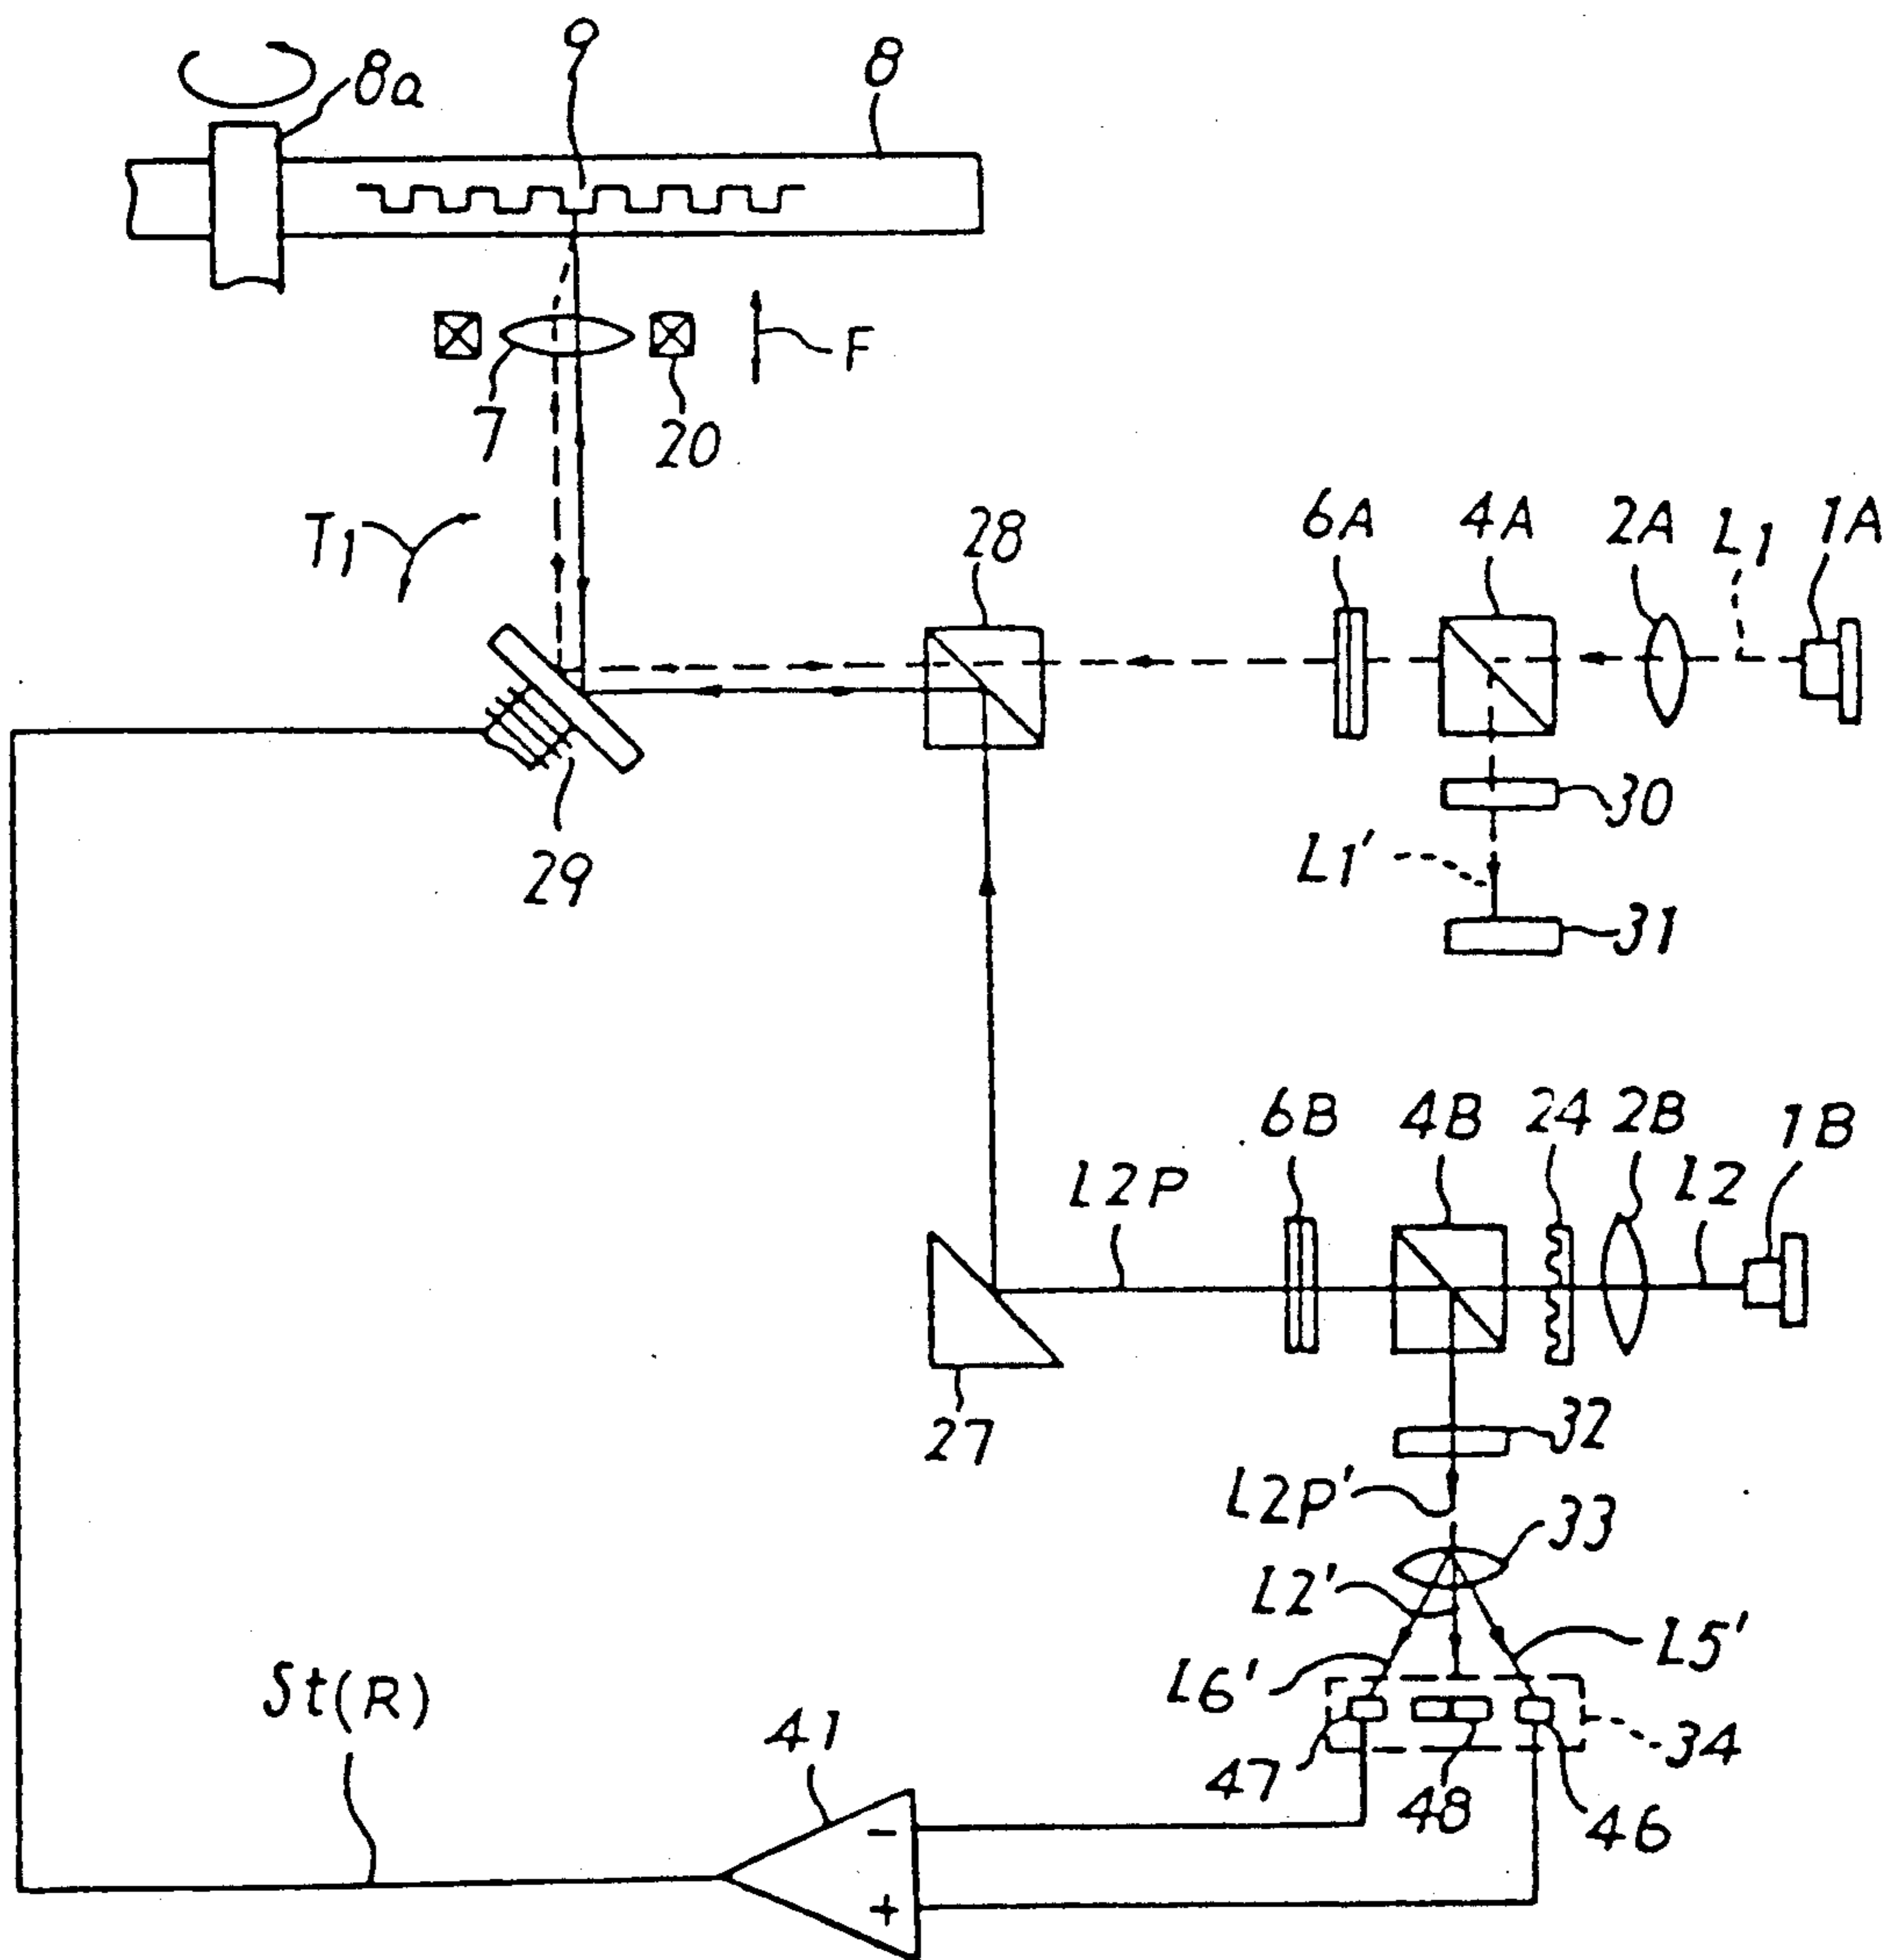 9
8
8a
F
7
20
T1
28
6A
4A
2A
L1
1A
29
30
L1'
31
6B
4B
24
2B
L2
1B
L2P
27
32
L2P'
33
L2'
L6'
L5'
34
47
48
46
St(R)
41
-
+